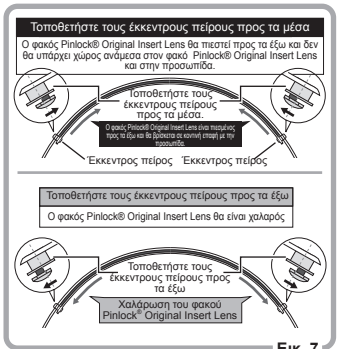 Τοποθετήστε τους έκκεντρους πείρους προς τα μέσα
Ο φακός Pinlock® Original Insert Lens θα πιεστεί προς τα έξω και δεν
θα υπάρχει χώρος ανάμεσα στον φακό Pinlock® Original Insert Lens
και στην προσωπίδα.
Τοποθετήστε τους
έκκεντρους πείρους
προς τα μέσα.
Ο φακός Pinlock® Original Insert Lens είναι πιεσμένος
προς τα έξω και θα βρίσκεται σε κοντινή επαφή με την
προσωπίδα.
Έκκεντρος πείρος Έκκεντρος πείρος
Τοποθετήστε τους έκκεντρους πείρους προς τα έξω
Ο φακός Pinlock® Original Insert Lens θα είναι χαλαρός
Τοποθετήστε τους
έκκεντρους πείρους προς
τα έξω
Χαλάρωση του φακού
Pinlock® Original Insert Lens
Εικ. 7